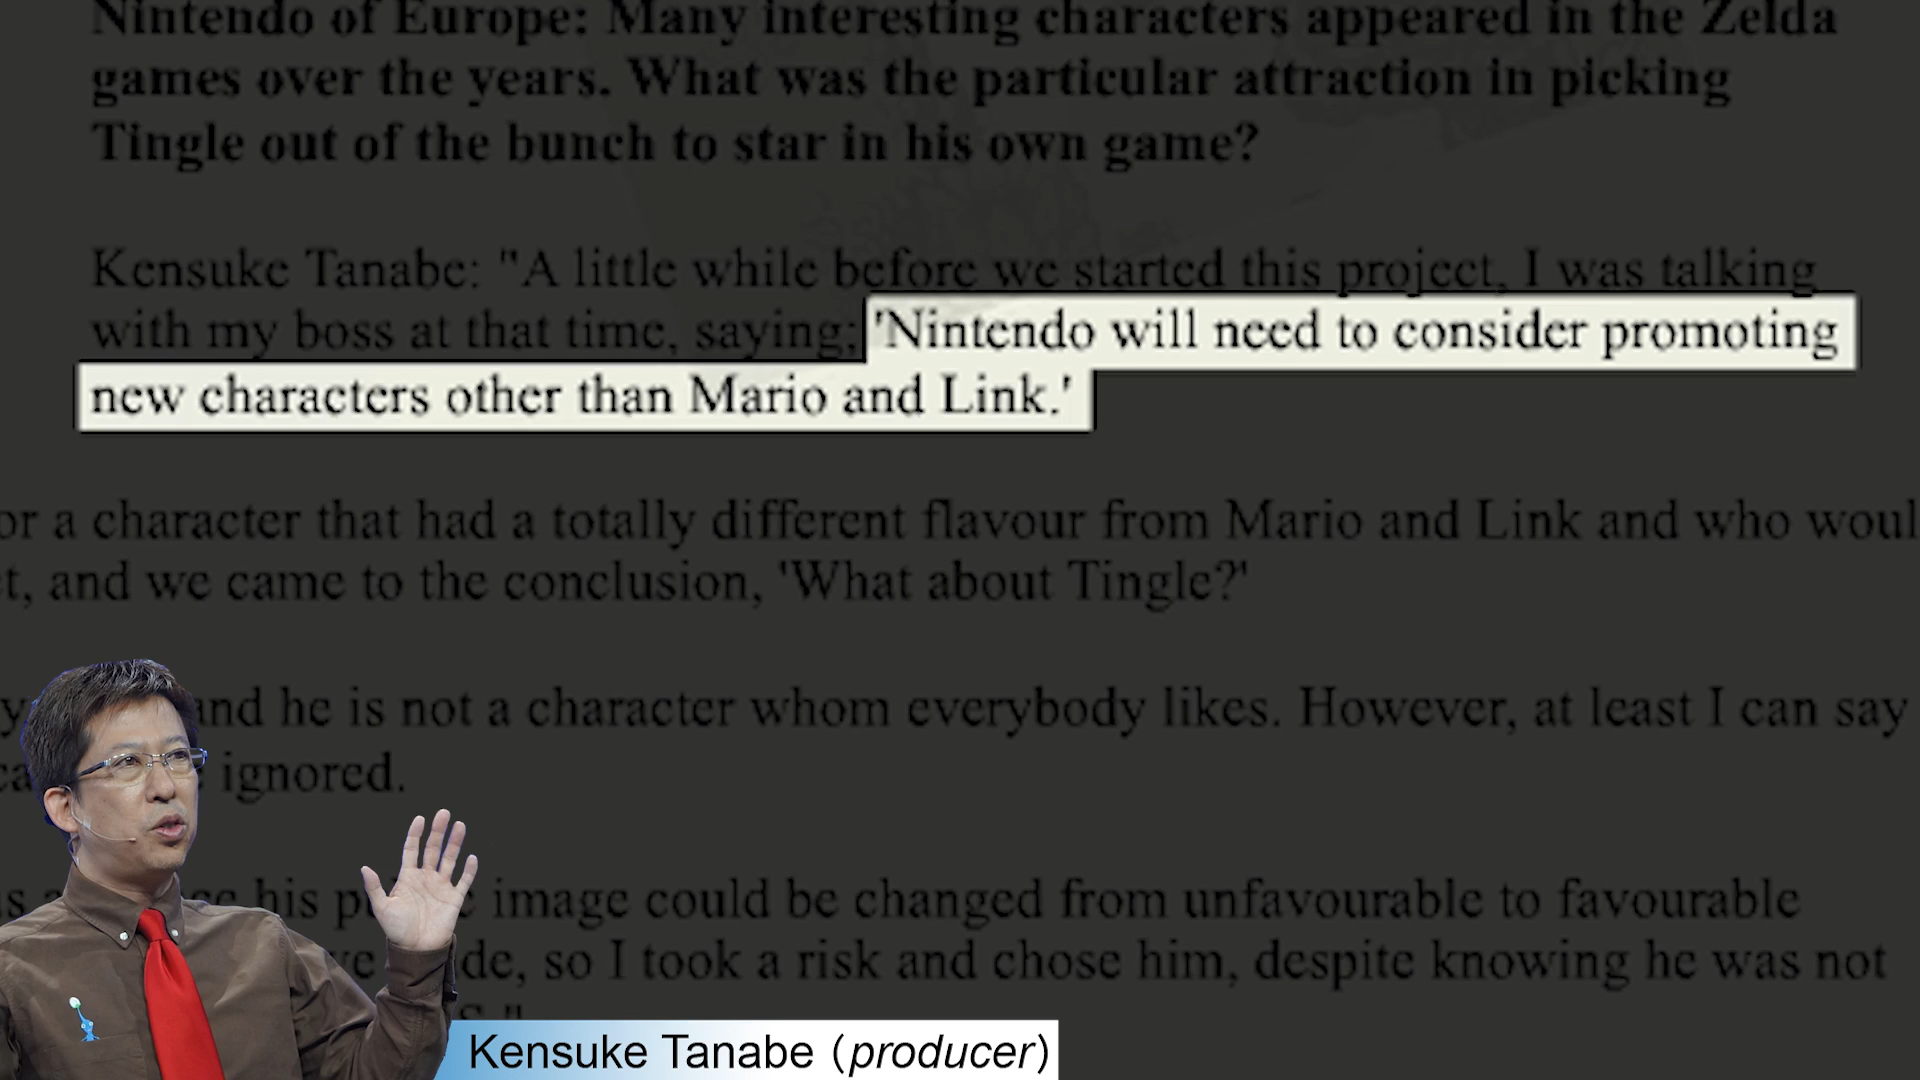 Nintendo of Europe: Many interesting characters appeared in the Zelda
games over the years. What was the particular attraction in picking
Tingle out of the bunch to star in his own game?
Kensuke Tanabe: "A little while before we started this project, I was talking
with my boss at that time, saying; 'Nintendo will need to consider promoting
new characters other than Mario and Link.'
or a character that had a totally different flavour from Mario and Link and who woul
and we came to the conclusion, 'What about Tingle?'
and he is not a character whom everybody likes. However, at least I can say
ignored.
his image could be changed from unfavourable to favourable
so I took a risk and chose him, despite knowing he was not
Kensuke Tanabe (producer)